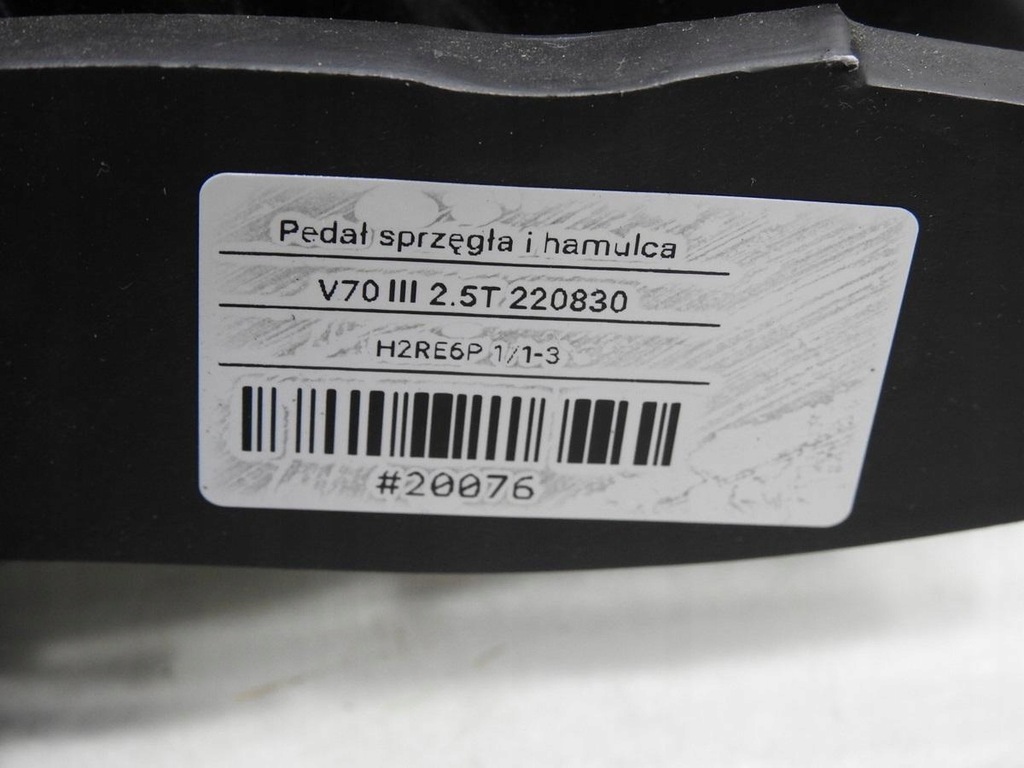 Pedał sprzęgła i hamulca
V70 III 2.5T 220830
H2RE6P 1/1-3
#20076